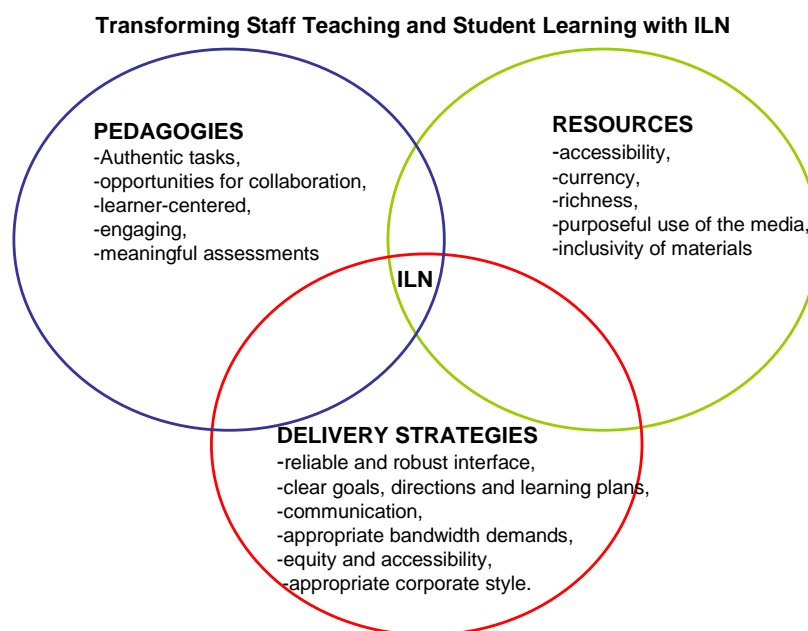 Transforming Staff Teaching and Student Learning with ILN
PEDAGOGIES
-Authentic tasks,
-opportunities for collaboration,
-learner-centered,
-engaging,
-meaningful assessments
RESOURCES
-accessibility,
-currency,
-richness,
-purposeful use of the media,
-inclusivity of materials
ILN
DELIVERY STRATEGIES
-reliable and robust interface,
-clear goals, directions and learning plans,
-communication,
-appropriate bandwidth demands,
-equity and accessibility,
-appropriate corporate style.